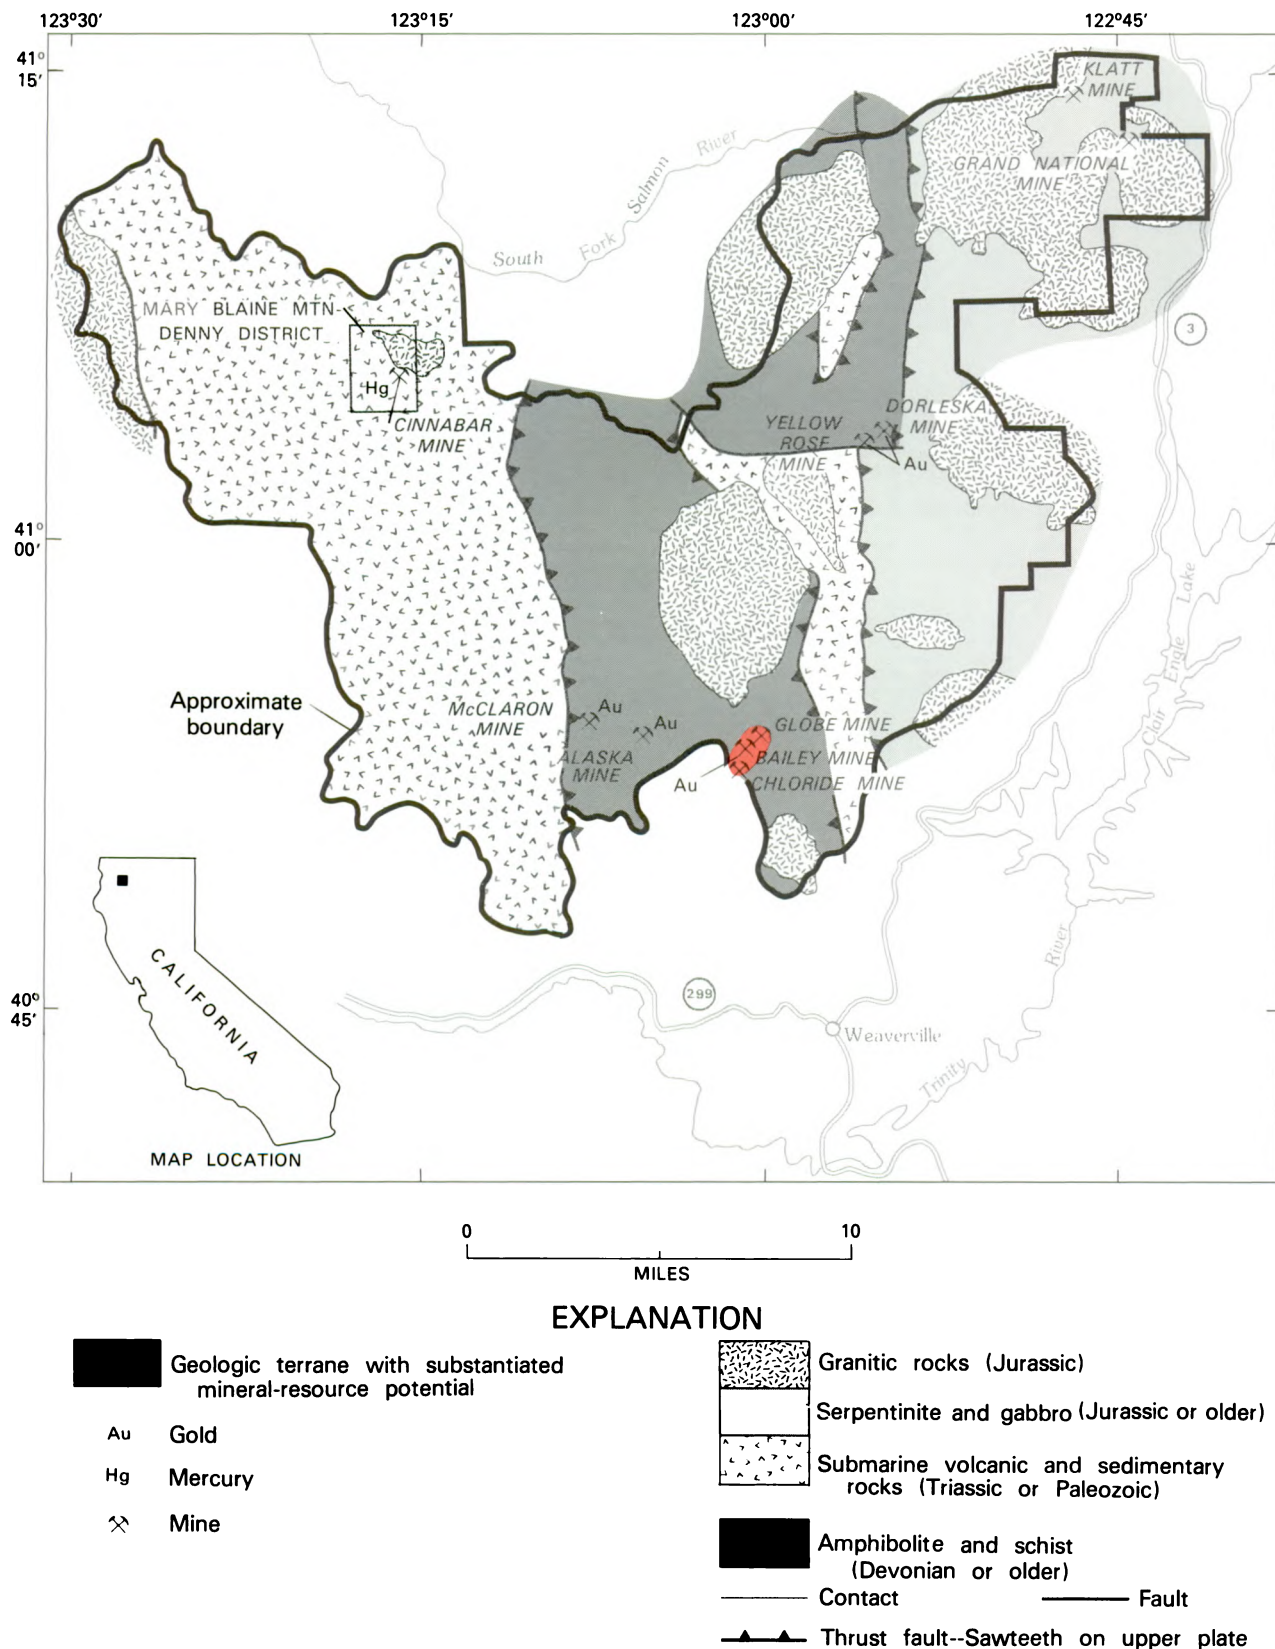 123°30′ 123°15′ 123°00′ 122°45′
41°
15′
KLATT
MINE
GRAND NATIONAL
MINE
South Fork Salmon River
MARY BLAINE MTN-
DENNY DISTRICT
Hg
CINNABAR
MINE
3
DORLESKA
MINE
YELLOW
ROSE
MINE
Au
41°
00′
Clair Engle Lake
Approximate
boundary
McCLARON
MINE
Au
Au
ALASKA
MINE
GLOBE MINE
BAILEY MINE
CHLORIDE MINE
Au
40°
45′
CALIFORNIA
MAP LOCATION
299
Weaverville
Trinity River
0 10
MILES
EXPLANATION
Geologic terrane with substantiated
mineral-resource potential
Au Gold
Hg Mercury
Mine
Granitic rocks (Jurassic)
Serpentinite and gabbro (Jurassic or older)
Submarine volcanic and sedimentary
rocks (Triassic or Paleozoic)
Amphibolite and schist
(Devonian or older)
Contact Fault
Thrust fault--Sawteeth on upper plate